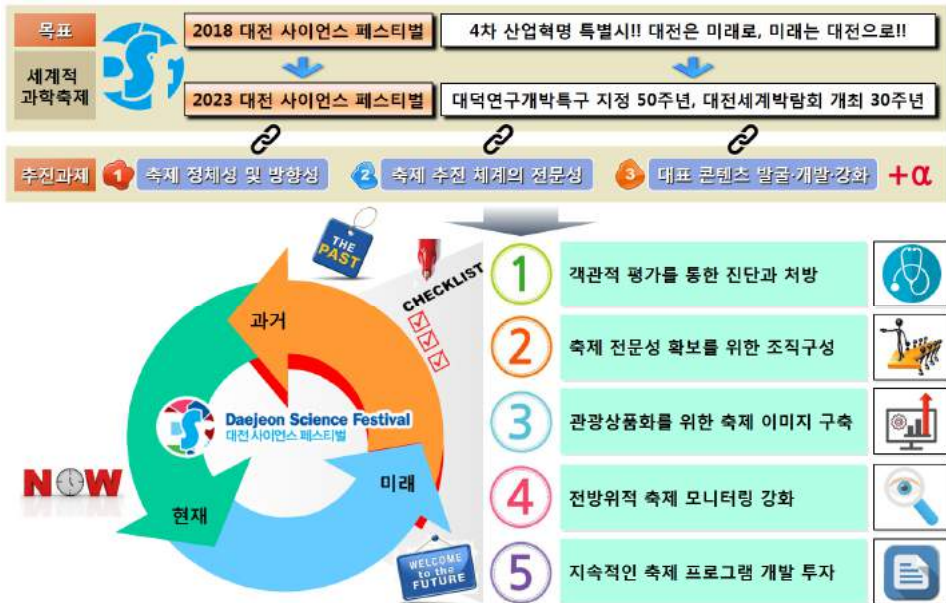 목표
세계적
과학축제
2018 대전 사이언스 페스티벌
4차 산업혁명 특별시!! 대전은 미래로, 미래는 대전으로!!
2023 대전 사이언스 페스티벌
대덕연구개박특구 지정 50주년, 대전세계박람회 개최 30주년
추진과제
1 축제 정체성 및 방향성
2 축제 추진 체계의 전문성
3 대표 콘텐츠 발굴·개발·강화
+α
THE
PAST
CHECKLIST
과거
Daejeon Science Festival
대전 사이언스 페스티벌
NOW
현재
미래
WELCOME
to the
FUTURE
1 객관적 평가를 통한 진단과 처방
2 축제 전문성 확보를 위한 조직구성
3 관광상품화를 위한 축제 이미지 구축
4 전방위적 축제 모니터링 강화
5 지속적인 축제 프로그램 개발 투자